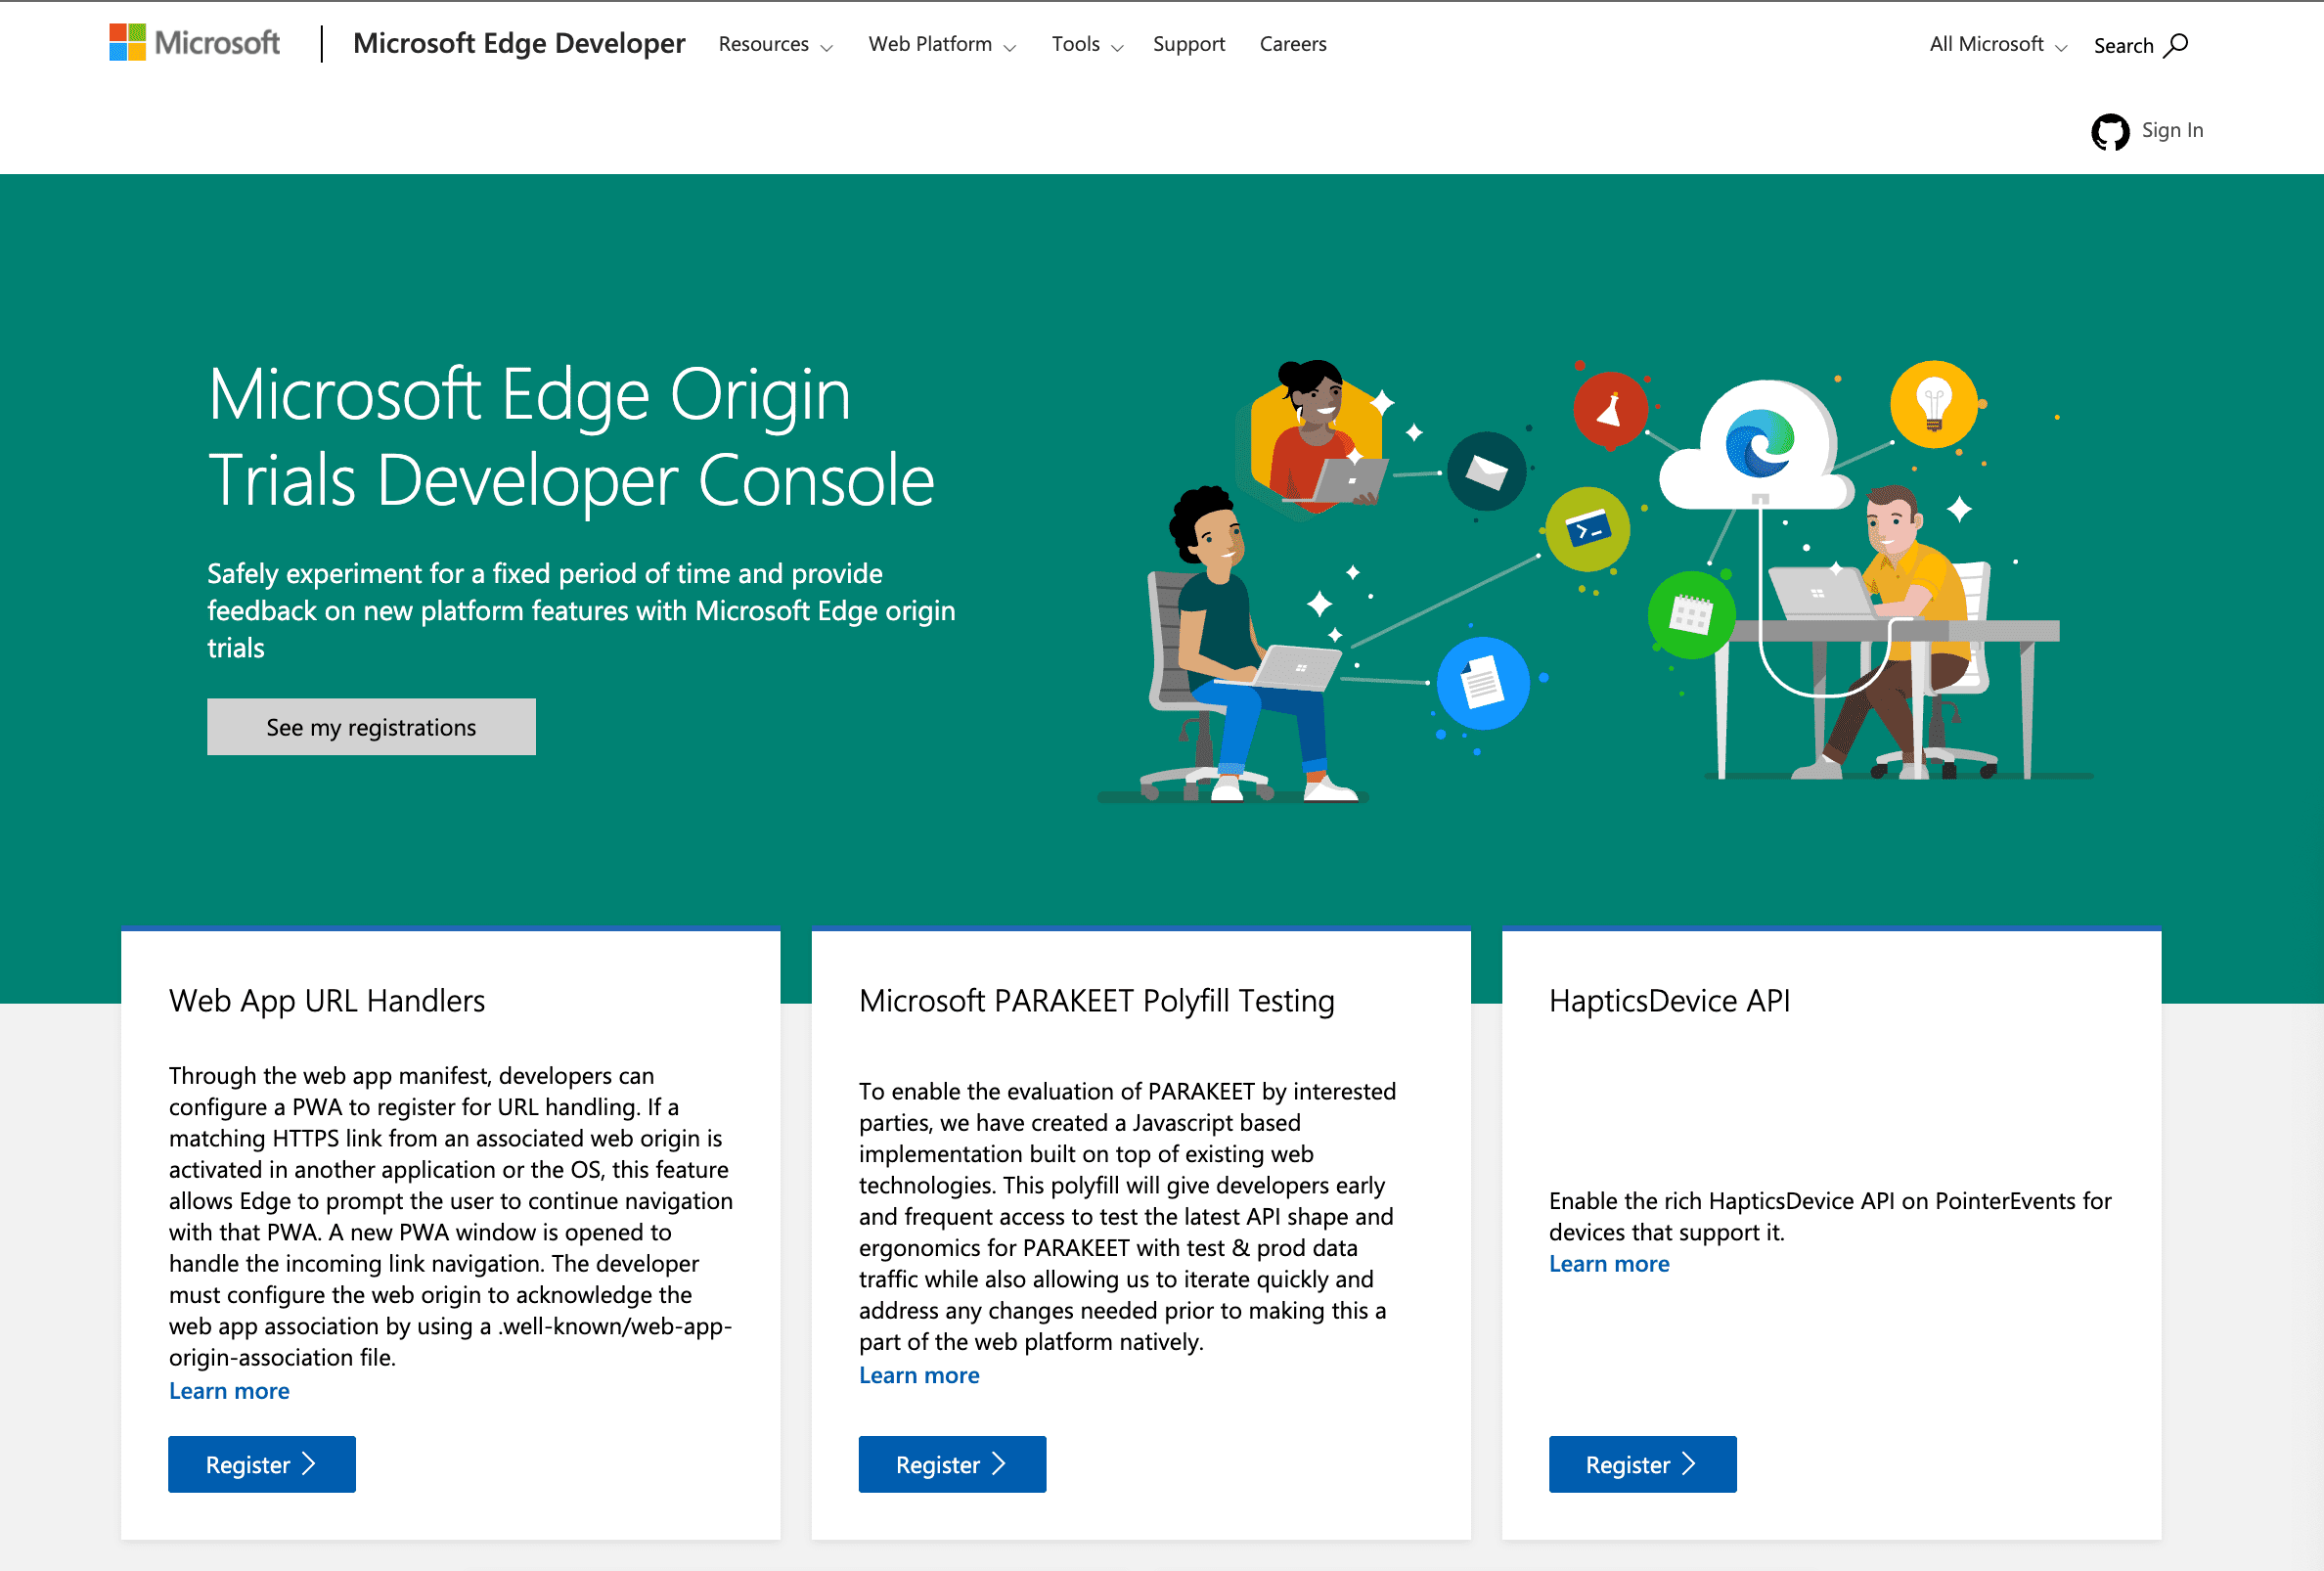 Microsoft
Microsoft Edge Developer
Resources
Web Platform
Tools
Support
Careers
All Microsoft
Search
Sign In
Microsoft Edge Origin
Trials Developer Console
Safely experiment for a fixed period of time and provide
feedback on new platform features with Microsoft Edge origin
trials
See my registrations
Web App URL Handlers
Through the web app manifest, developers can
configure a PWA to register for URL handling. If a
matching HTTPS link from an associated web origin is
activated in another application or the OS, this feature
allows Edge to prompt the user to continue navigation
with that PWA. A new PWA window is opened to
handle the incoming link navigation. The developer
must configure the web origin to acknowledge the
web app association by using a .well-known/web-app-
origin-association file.
Learn more
Register
Microsoft PARAKEET Polyfill Testing
To enable the evaluation of PARAKEET by interested
parties, we have created a Javascript based
implementation built on top of existing web
technologies. This polyfill will give developers early
and frequent access to test the latest API shape and
ergonomics for PARAKEET with test & prod data
traffic while also allowing us to iterate quickly and
address any changes needed prior to making this a
part of the web platform natively.
Learn more
Register
HapticsDevice API
Enable the rich HapticsDevice API on PointerEvents for
devices that support it.
Learn more
Register